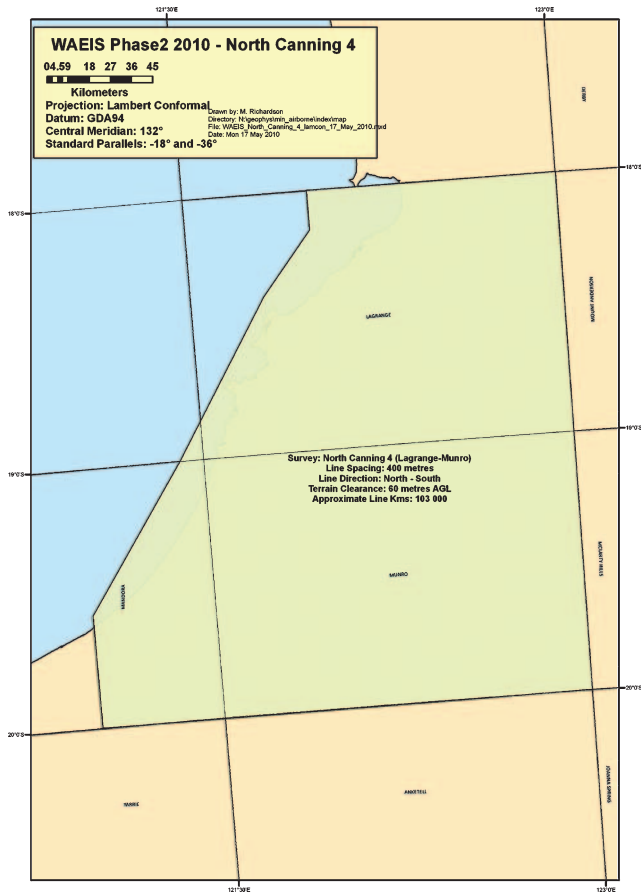 121°30'E
123°0'E
WAEIS Phase2 2010 - North Canning 4
04.59 18 27 36 45
Kilometers
Projection: Lambert Conformal
Datum: GDA94
Central Meridian: 132°
Standard Parallels: -18° and -36°
Drawn by: M. Richardson
Directory: N:\geophys\min_airborne\index\map
File: WAEIS_North_Canning_4_lamcon_17_May_2010.mxd
Date: Mon 17 May 2010
DERBY
18°0'S
18°0'S
MOUNT ANDERSON
LAGRANGE
19°0'S
Survey: North Canning 4 (Lagrange-Munro)
Line Spacing: 400 metres
Line Direction: North - South
Terrain Clearance: 60 metres AGL
Approximate Line Kms: 103 000
19°0'S
MCLARTY HILLS
MUNRO
MANDORA
20°0'S
20°0'S
JOANNA SPRING
ANKETELL
YARRIE
121°30'E
123°0'E